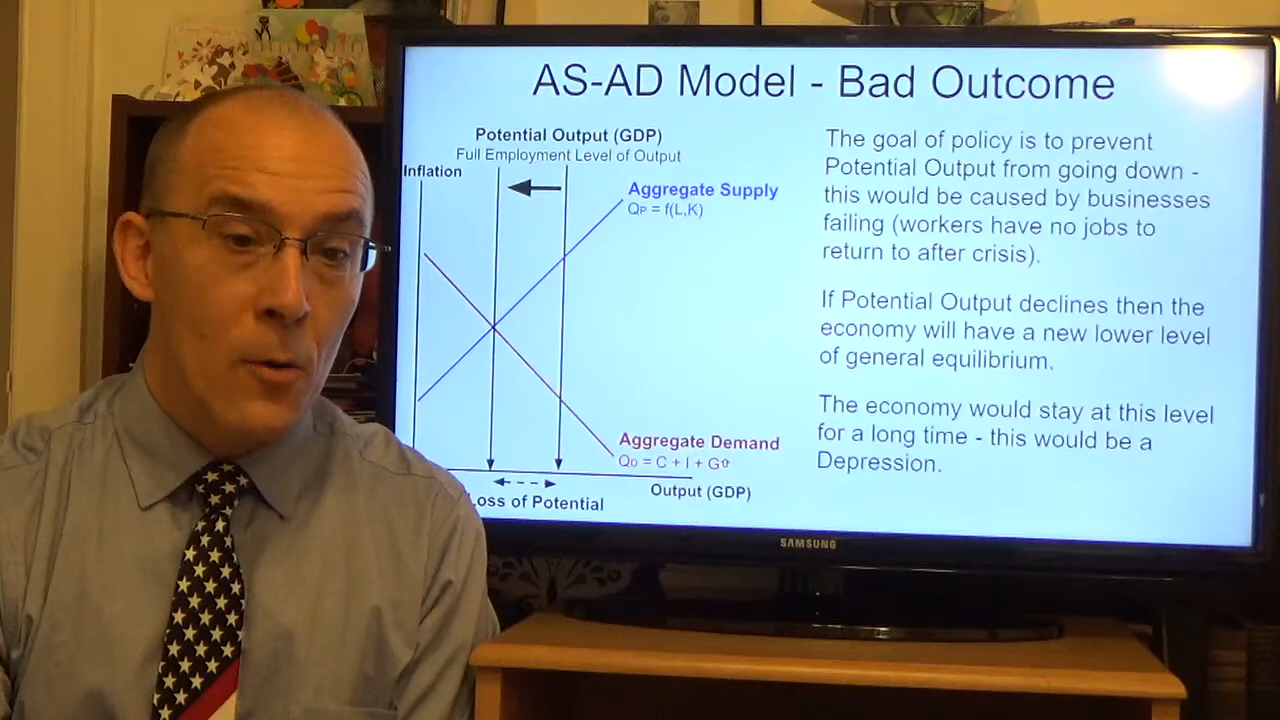 AS-AD Model - Bad Outcome
Potential Output (GDP)
Full Employment Level of Output
Inflation
Aggregate Supply
QP = f(L,K)
Aggregate Demand
QD = C + I + G⇧
Output (GDP)
Loss of Potential
The goal of policy is to prevent
Potential Output from going down -
this would be caused by businesses
failing (workers have no jobs to
return to after crisis).
If Potential Output declines then the
economy will have a new lower level
of general equilibrium.
The economy would stay at this level
for a long time - this would be a
Depression.
SAMSUNG